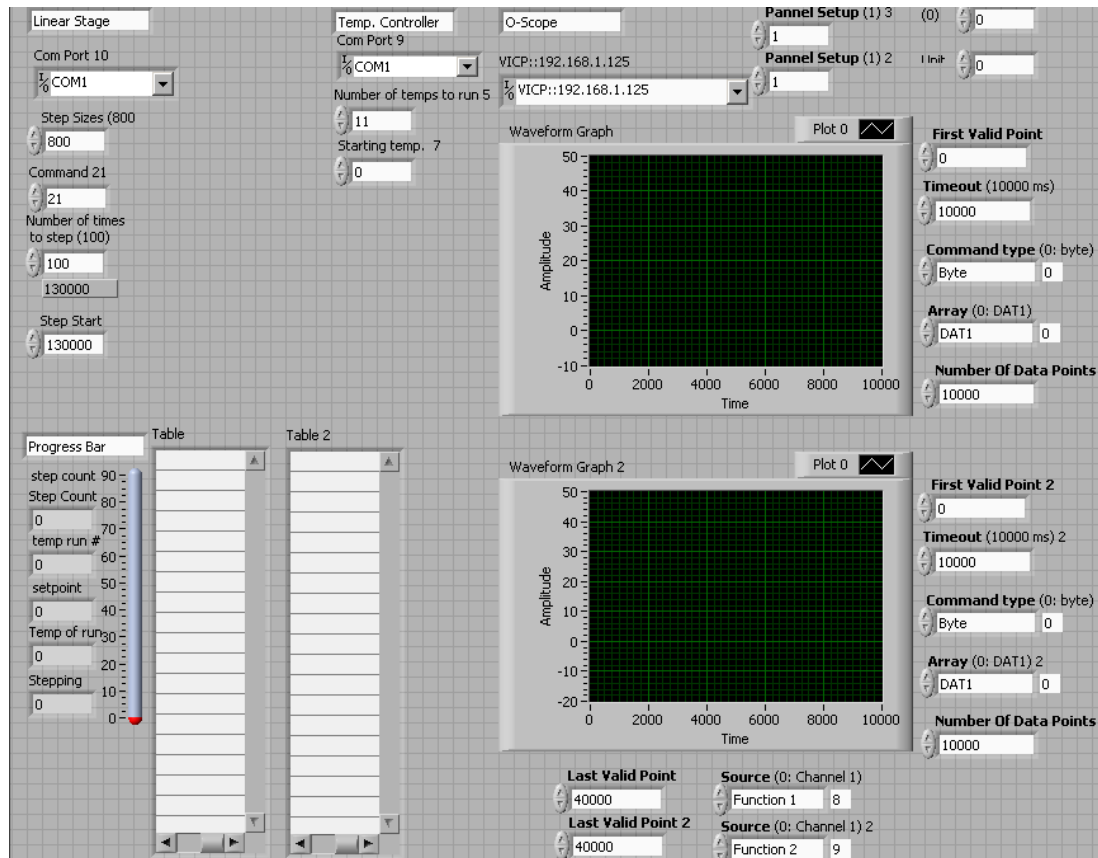 Linear Stage
Com Port 10
COM1
Step Sizes (800
800
Command 21
21
Number of times
to step (100)
100
130000
Step Start
130000
Temp. Controller
Com Port 9
COM1
Number of temps to run 5
11
Starting temp. 7
0
O-Scope
VICP::192.168.1.125
VICP::192.168.1.125
Pannel Setup (1) 3
1
Pannel Setup (1) 2
1
(0)
0
Unit
0
Waveform Graph
Plot 0
50
40
30
20
10
0
-10
Amplitude
0 2000 4000 6000 8000 10000
Time
First Valid Point
0
Timeout (10000 ms)
10000
Command type (0: byte)
Byte 0
Array (0: DAT1)
DAT1 0
Number Of Data Points
10000
Progress Bar
step count
Step Count
0
temp run #
0
setpoint
0
Temp of run
0
Stepping
0
90
80
70
60
50
40
30
20
10
0
Table
Table 2
Waveform Graph 2
Plot 0
50
40
30
20
10
0
-10
-20
Amplitude
0 2000 4000 6000 8000 10000
Time
First Valid Point 2
0
Timeout (10000 ms) 2
10000
Command type (0: byte)
Byte 0
Array (0: DAT1) 2
DAT1 0
Number Of Data Points
10000
Last Valid Point
40000
Last Valid Point 2
40000
Source (0: Channel 1)
Function 1 8
Source (0: Channel 1) 2
Function 2 9